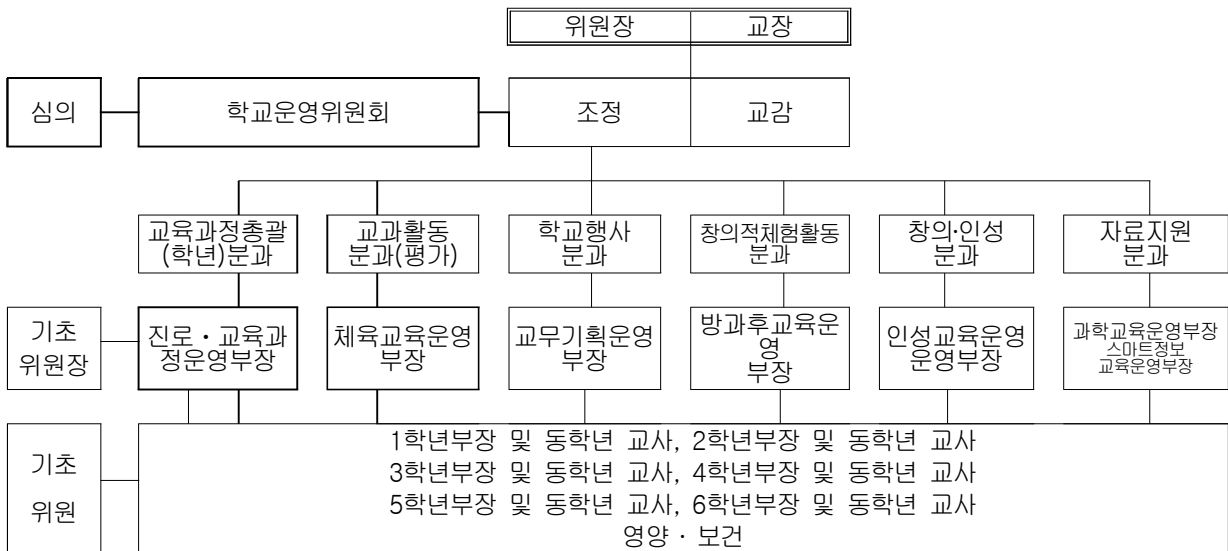 위원장 교장
심의 학교운영위원회 조정 교감
교육과정총괄
(학년)분과
교과활동
분과(평가)
학교행사
분과
창의적체험활동
분과
창의·인성
분과
자료지원
분과
기초
위원장
진로·교육과
정운영부장
체육교육운영
부장
교무기획운영
부장
방과후교육운
영
부장
인성교육운영
운영부장
과학교육운영부장
스마트정보
교육운영부장
기초
위원
1학년부장 및 동학년 교사, 2학년부장 및 동학년 교사
3학년부장 및 동학년 교사, 4학년부장 및 동학년 교사
5학년부장 및 동학년 교사, 6학년부장 및 동학년 교사
영양·보건